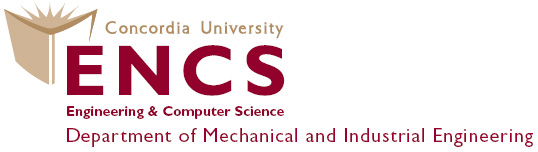 Concordia University
ENCS
Engineering & Computer Science
Department of Mechanical and Industrial Engineering